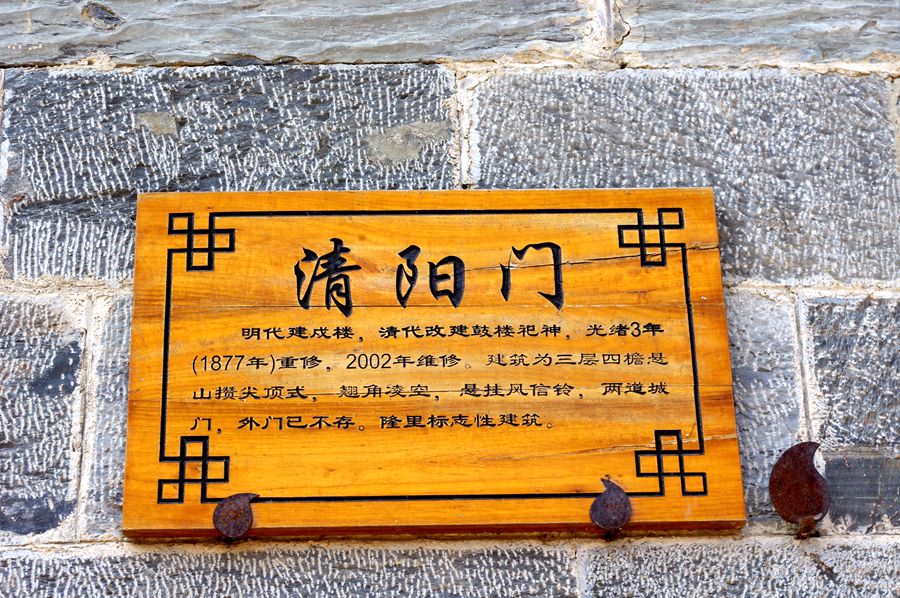 清阳门
明代建戍楼，清代改建鼓楼祀神，光绪3年
(1877年)重修，2002年维修。建筑为三层四檐悬
山攒尖顶式，翘角凌空，悬挂风信铃，两道城
门，外门已不存。隆里标志性建筑。